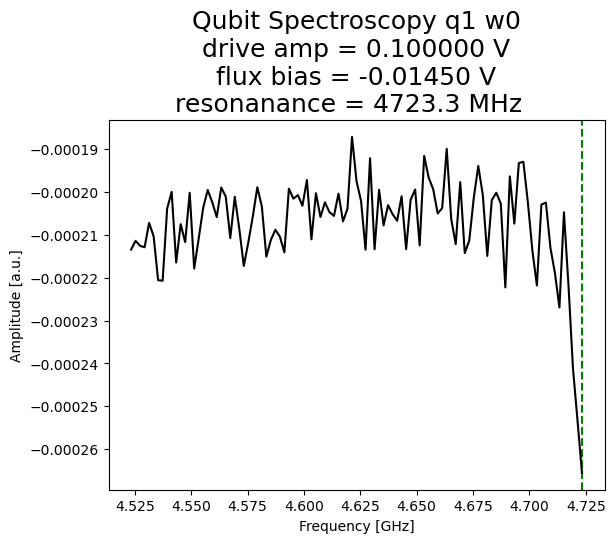 Qubit Spectroscopy q1 w0
drive amp = 0.100000 V
flux bias = -0.01450 V
resonanance = 4723.3 MHz
−0.00019
−0.00020
−0.00021
−0.00022
−0.00023
−0.00024
−0.00025
−0.00026
Amplitude [a.u.]
4.525 4.550 4.575 4.600 4.625 4.650 4.675 4.700 4.725
Frequency [GHz]